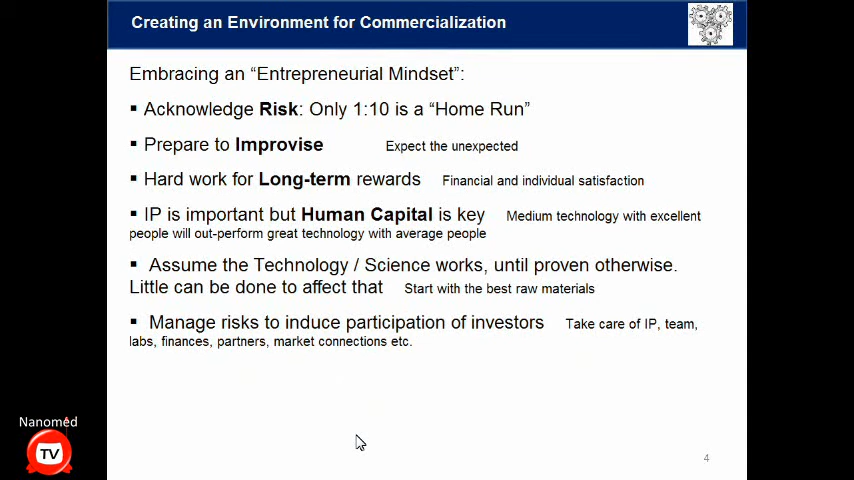 Creating an Environment for Commercialization
Embracing an “Entrepreneurial Mindset”:
▪ Acknowledge Risk: Only 1:10 is a “Home Run”
▪ Prepare to Improvise Expect the unexpected
▪ Hard work for Long-term rewards Financial and individual satisfaction
▪ IP is important but Human Capital is key Medium technology with excellent
people will out-perform great technology with average people
▪ Assume the Technology / Science works, until proven otherwise.
Little can be done to affect that Start with the best raw materials
▪ Manage risks to induce participation of investors Take care of IP, team,
labs, finances, partners, market connections etc.
Nanomed
TV
4